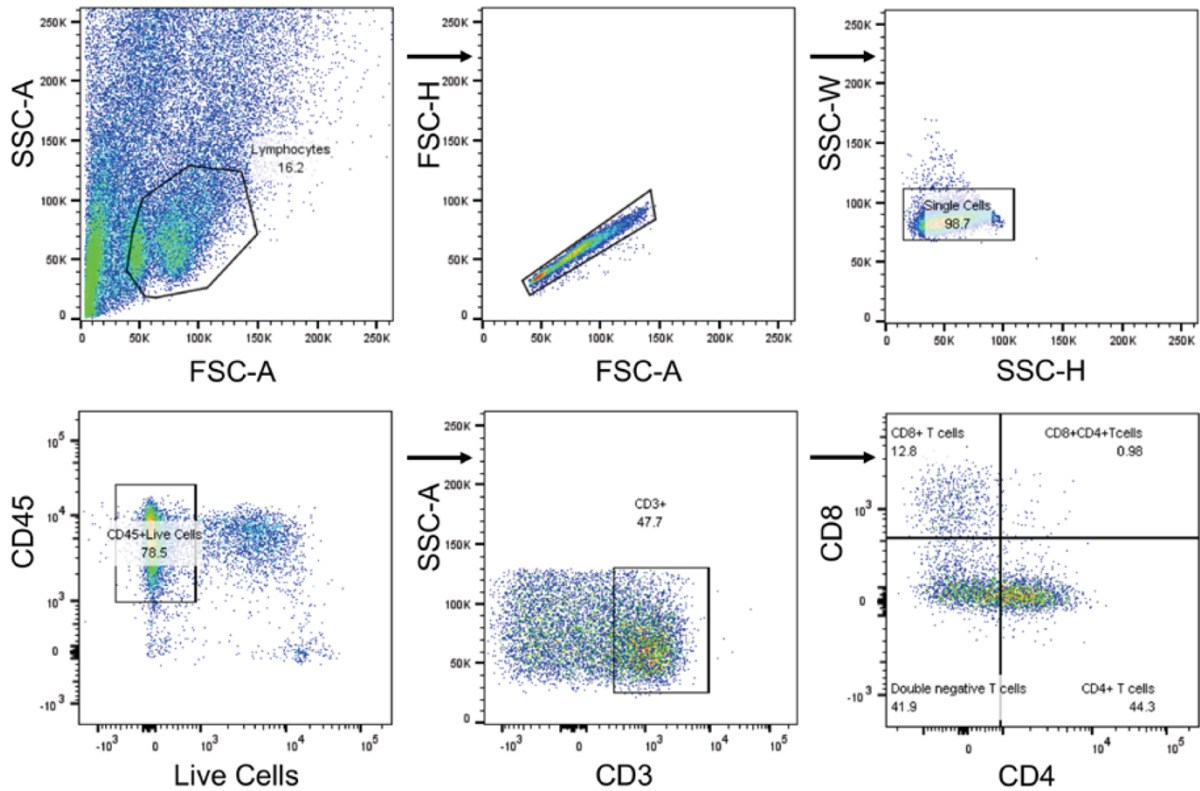 SSC-A
250K
200K
150K
100K
50K
0
Lymphocytes
16.2
0 50K 100K 150K 200K 250K
FSC-A
FSC-H
250K
200K
150K
100K
50K
0
0 50K 100K 150K 200K 250K
FSC-A
SSC-W
250K
200K
150K
100K
50K
0
Single Cells
98.7
0 50K 100K 150K 200K 250K
SSC-H
CD45
10^5
10^4
10^3
0
-10^3
CD45+Live Cells
78.5
-10^3 0 10^3 10^4 10^5
Live Cells
SSC-A
250K
200K
150K
100K
50K
0
CD3+
47.7
-10^3 0 10^3 10^4 10^5
CD3
CD8
10^3
0
-10^3
CD8+ T cells
12.8
CD8+CD4+Tcells
0.98
Double negative T cells
41.9
CD4+ T cells
44.3
0 10^4 10^5
CD4